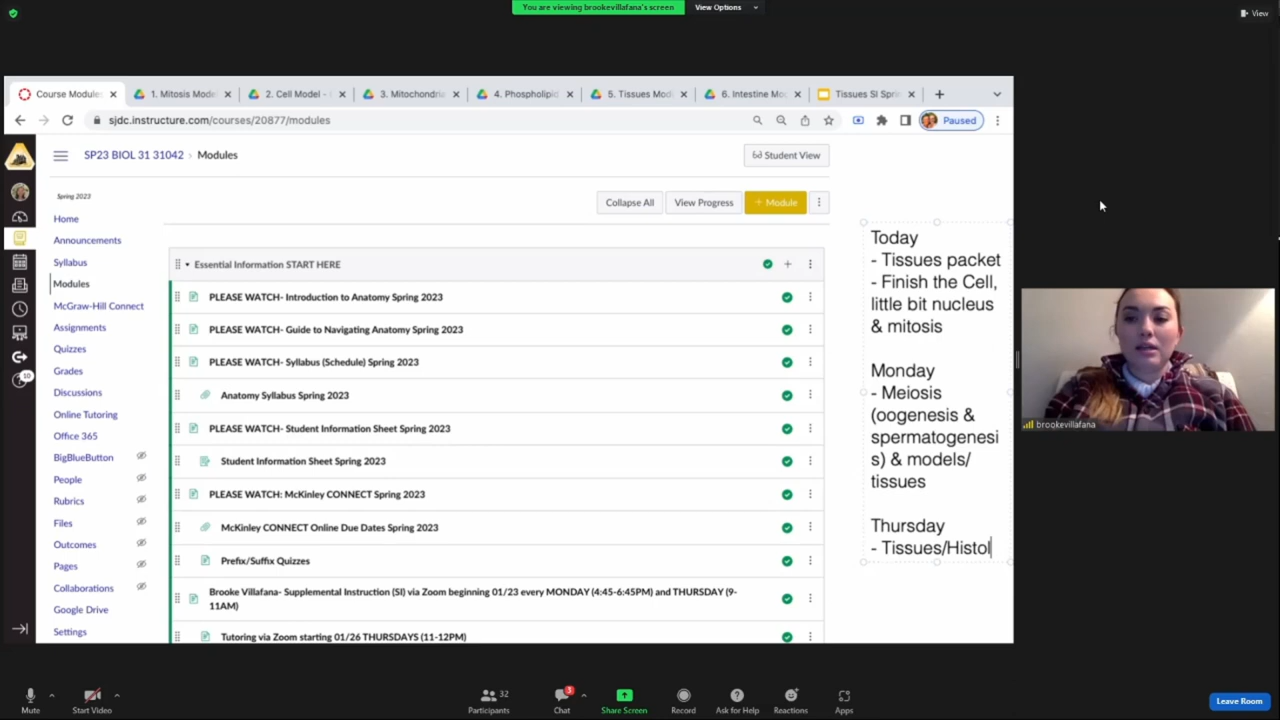 You are viewing brookevillafana's screen
View Options
View
Course Modules
1. Mitosis Mode
2. Cell Model -
3. Mitochondria
4. Phospholipid
5. Tissues Mod
6. Intestine Mo
Tissues SI Spri
sjdc.instructure.com/courses/20877/modules
Paused
SP23 BIOL 31 31042 › Modules
Student View
Spring 2023
Collapse All
View Progress
+ Module
Home
Announcements
Syllabus
Modules
McGraw-Hill Connect
Assignments
Quizzes
Grades
Discussions
Online Tutoring
Office 365
BigBlueButton
People
Rubrics
Files
Outcomes
Pages
Collaborations
Google Drive
Settings
10
Essential Information START HERE
PLEASE WATCH- Introduction to Anatomy Spring 2023
PLEASE WATCH- Guide to Navigating Anatomy Spring 2023
PLEASE WATCH- Syllabus (Schedule) Spring 2023
Anatomy Syllabus Spring 2023
PLEASE WATCH- Student Information Sheet Spring 2023
Student Information Sheet Spring 2023
PLEASE WATCH: McKinley CONNECT Spring 2023
McKinley CONNECT Online Due Dates Spring 2023
Prefix/Suffix Quizzes
Brooke Villafana- Supplemental Instruction (SI) via Zoom beginning 01/23 every MONDAY (4:45-6:45PM) and THURSDAY (9-
11AM)
Tutoring via Zoom starting 01/26 THURSDAYS (11-12PM)
Today
- Tissues packet
- Finish the Cell,
little bit nucleus
& mitosis
Monday
- Meiosis
(oogenesis &
spermatogenesi
s) & models/
tissues
Thursday
- Tissues/Histol
brookevillafana
Mute
Start Video
Participants
32
Chat
3
Share Screen
Record
Ask for Help
Reactions
Apps
Leave Room